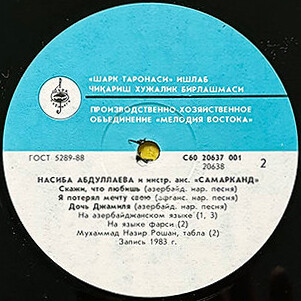 «ШАРК ТАРОНАСИ» ИШЛАБ
ЧИҚАРИШ ХУЖАЛИК БИРЛАШМАСИ
ПРОИЗВОДСТВЕННО-ХОЗЯЙСТВЕННОЕ
ОБЪЕДИНЕНИЕ «МЕЛОДИЯ ВОСТОКА»
ГОСТ 5289-88
С60 20637 001
20638
2
НАСИБА АБДУЛЛАЕВА и инстр. анс. «САМАРКАНД»
Скажи, что любишь (азербайд. нар. песня)
Я потерял мечту свою (афганс. нар. песня)
Дочь Джамиля (азербайд. нар. песня)
На азербайджанском языке (1, 3)
На языке фарси (2)
Мухаммад Назир Рошан, табла (2)
Запись 1983 г.